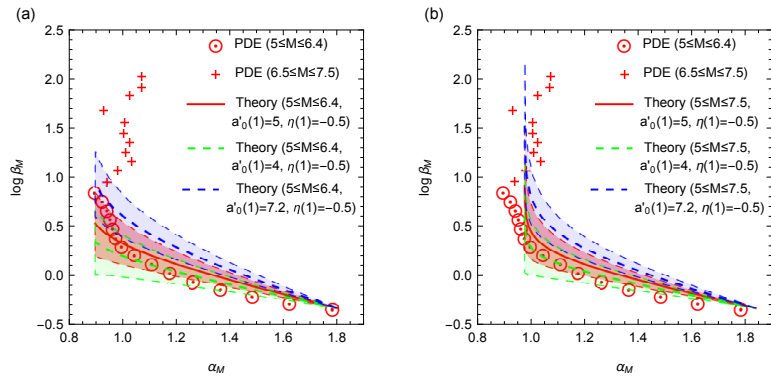 (a)
PDE (5≤M≤6.4)
PDE (6.5≤M≤7.5)
Theory (5≤M≤6.4,
a'₀(1)=5, η(1)=−0.5)
Theory (5≤M≤6.4,
a'₀(1)=4, η(1)=−0.5)
Theory (5≤M≤6.4,
a'₀(1)=7.2, η(1)=−0.5)
2.5
2.0
1.5
1.0
0.5
0.0
−0.5
log β_M
0.8 1.0 1.2 1.4 1.6 1.8
α_M
(b)
PDE (5≤M≤6.4)
PDE (6.5≤M≤7.5)
Theory (5≤M≤7.5,
a'₀(1)=5, η(1)=−0.5)
Theory (5≤M≤7.5,
a'₀(1)=4, η(1)=−0.5)
Theory (5≤M≤7.5,
a'₀(1)=7.2, η(1)=−0.5)
2.5
2.0
1.5
1.0
0.5
0.0
−0.5
log β_M
0.8 1.0 1.2 1.4 1.6 1.8
α_M